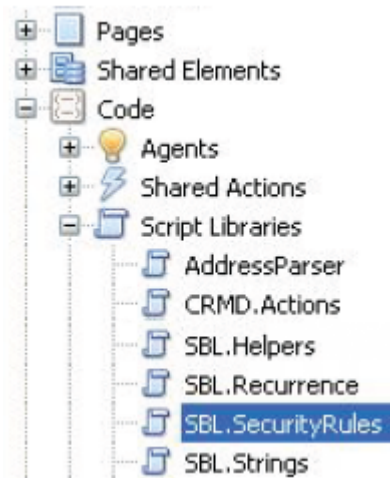 Pages
Shared Elements
Code
Agents
Shared Actions
Script Libraries
AddressParser
CRMD.Actions
SBL.Helpers
SBL.Recurrence
SBL.SecurityRules
SBL.Strings